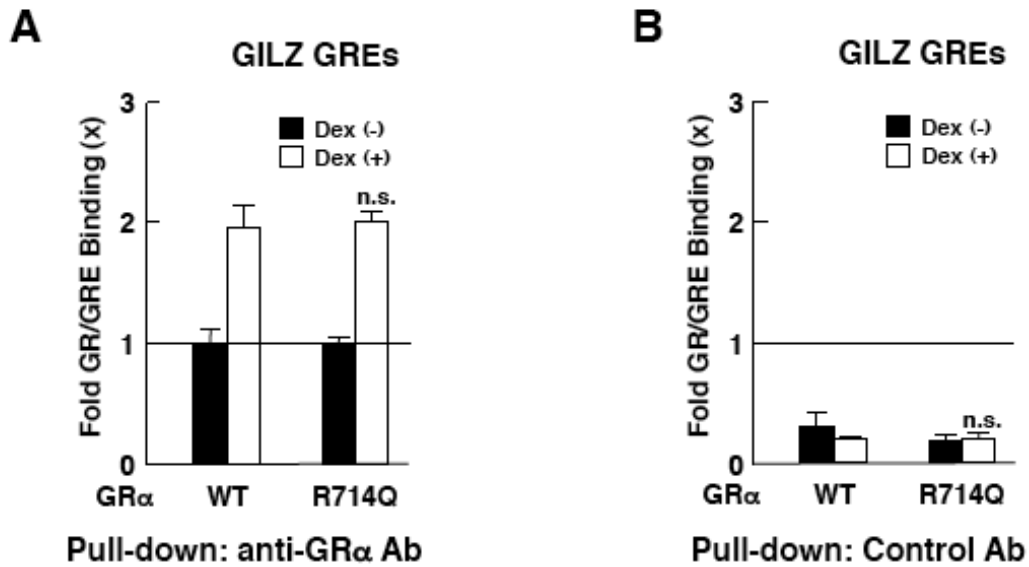 A
GILZ GREs
Fold GR/GRE Binding (x)
3
2
1
0
Dex (-)
Dex (+)
n.s.
GRα WT R714Q
Pull-down: anti-GRα Ab
B
GILZ GREs
Fold GR/GRE Binding (x)
3
2
1
0
Dex (-)
Dex (+)
n.s.
GRα WT R714Q
Pull-down: Control Ab